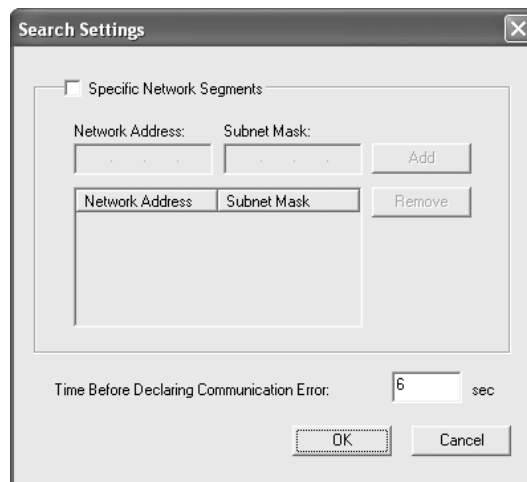 Search Settings
Specific Network Segments
Network Address: Subnet Mask:
Add
Network Address Subnet Mask
Remove
Time Before Declaring Communication Error: 6 sec
OK Cancel